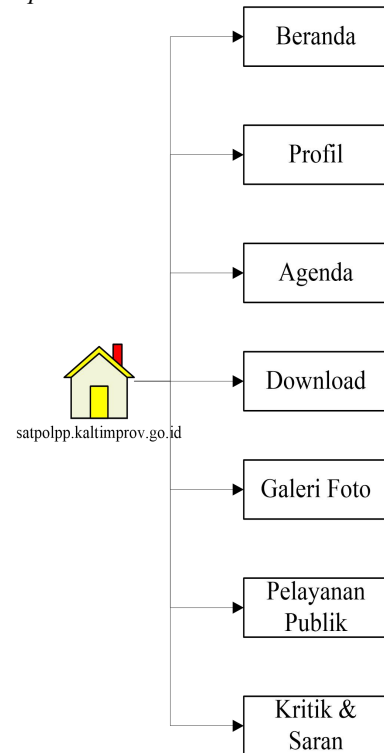 Beranda
Profil
Agenda
Download
satpolpp.kaltimprov.go.id
Galeri Foto
Pelayanan
Publik
Kritik &
Saran